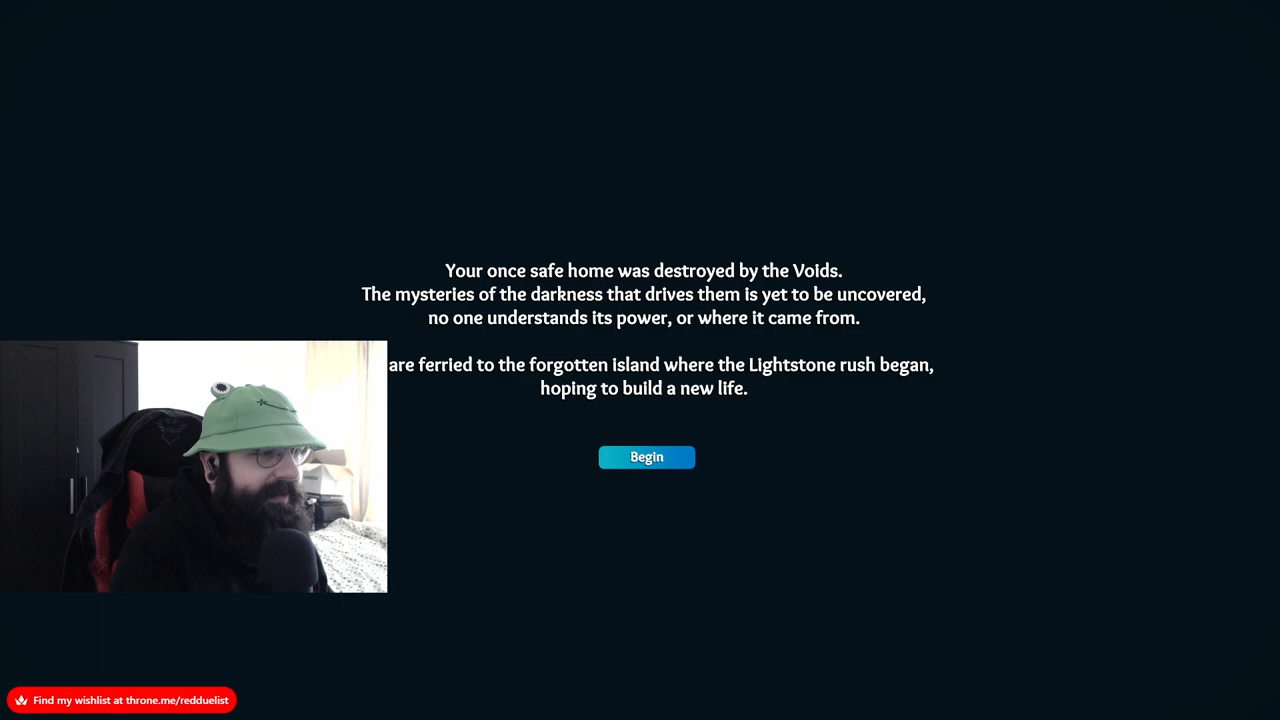 Your once safe home was destroyed by the Voids.
The mysteries of the darkness that drives them is yet to be uncovered,
no one understands its power, or where it came from.
are ferried to the forgotten island where the Lightstone rush began,
hoping to build a new life.
Begin
Find my wishlist at throne.me/redduelist